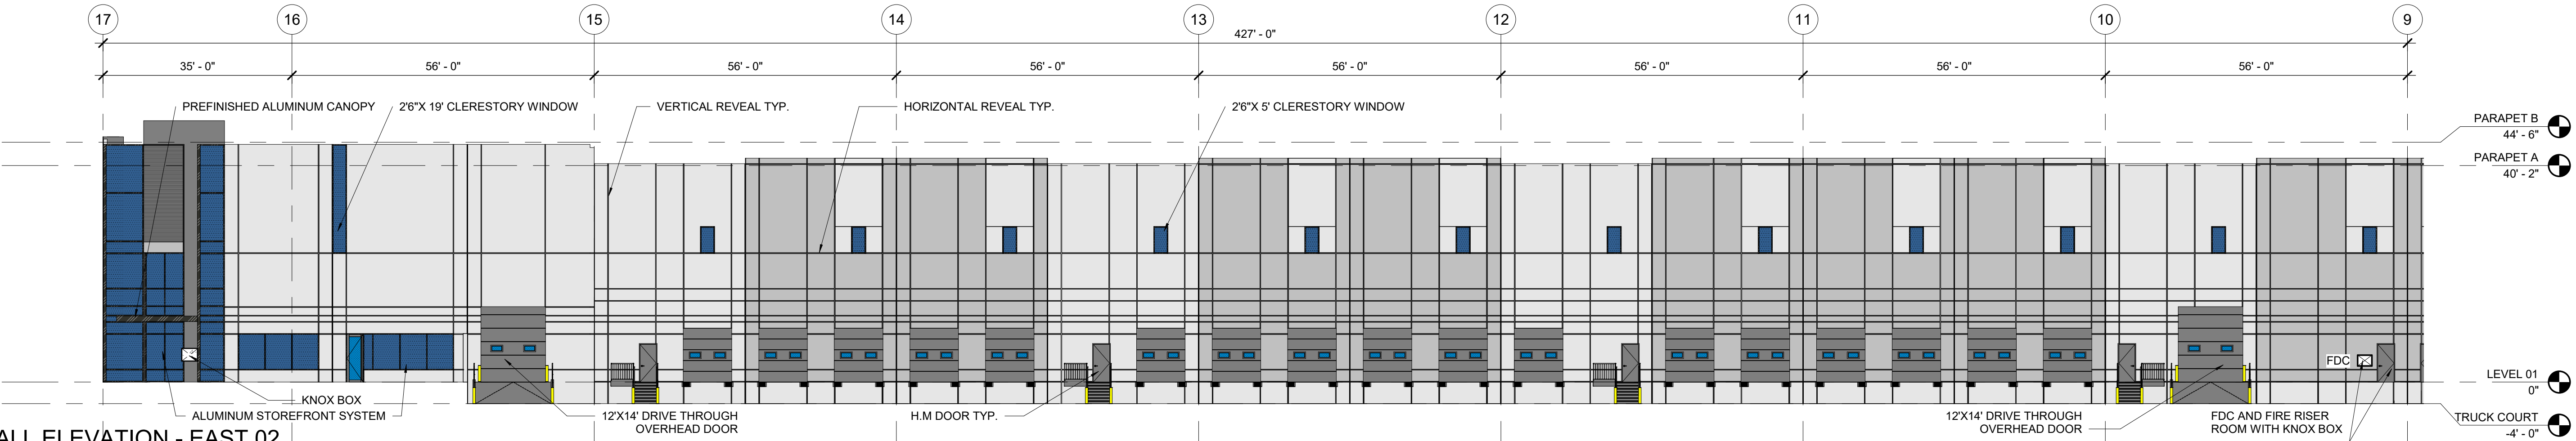 17 16 15 14 13 12 11 10 9
427' - 0"
35' - 0" 56' - 0" 56' - 0" 56' - 0" 56' - 0" 56' - 0" 56' - 0" 56' - 0"
PREFINISHED ALUMINUM CANOPY 2'6"X 19' CLERESTORY WINDOW VERTICAL REVEAL TYP. HORIZONTAL REVEAL TYP. 2'6"X 5' CLERESTORY WINDOW
PARAPET B
44' - 6"
PARAPET A
40' - 2"
FDC
LEVEL 01
0"
KNOX BOX
ALUMINUM STOREFRONT SYSTEM
12'X14' DRIVE THROUGH
OVERHEAD DOOR
H.M DOOR TYP.
12'X14' DRIVE THROUGH
OVERHEAD DOOR
FDC AND FIRE RISER
ROOM WITH KNOX BOX
TRUCK COURT
-4' - 0"
ALL ELEVATION - EAST 02